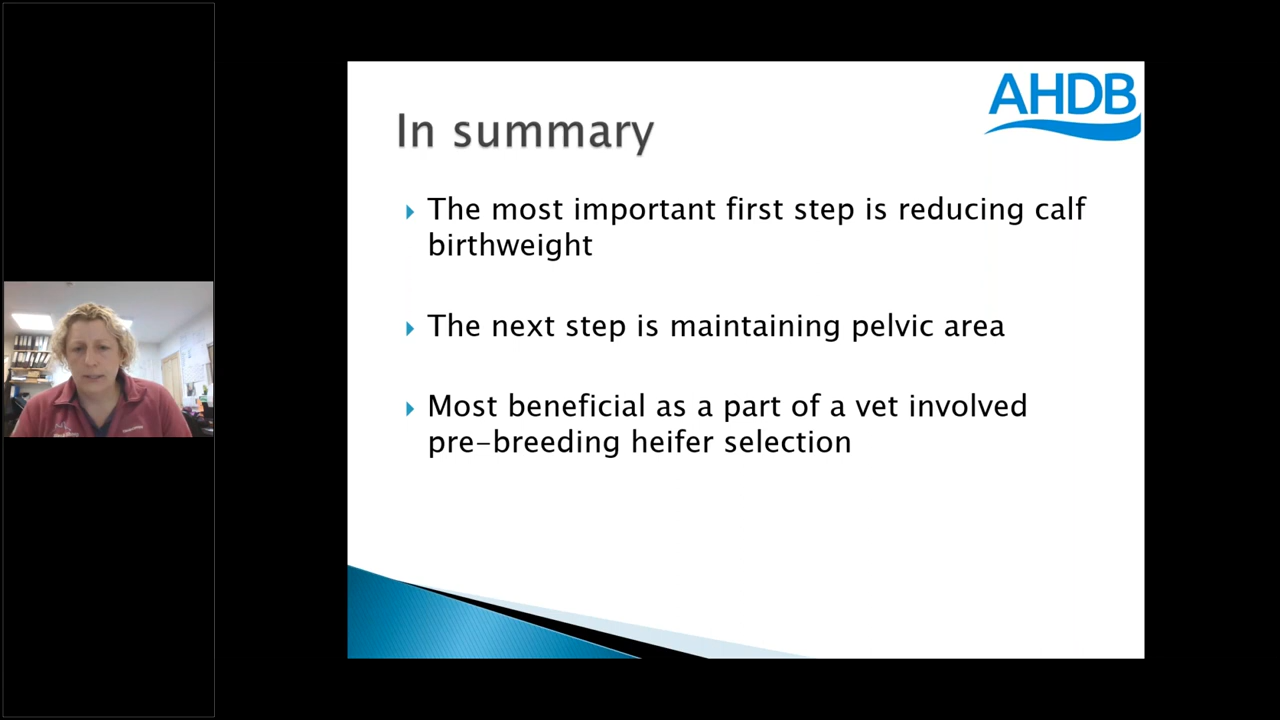 AHDB
In summary
The most important first step is reducing calf
birthweight
The next step is maintaining pelvic area
Most beneficial as a part of a vet involved
pre-breeding heifer selection